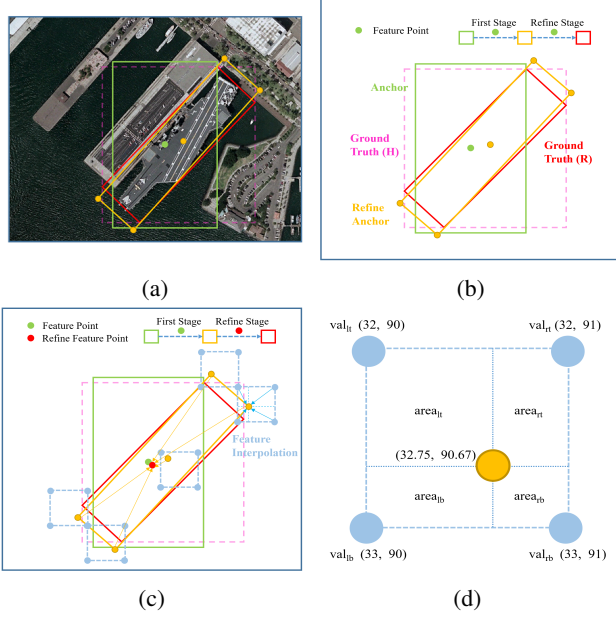 (a)
Feature Point
First Stage
Refine Stage
Anchor
Ground
Truth (H)
Ground
Truth (R)
Refine
Anchor
(b)
Feature Point
Refine Feature Point
First Stage
Refine Stage
Feature
Interpolation
(c)
val_lt (32, 90)
val_rt (32, 91)
area_lt
area_rt
(32.75, 90.67)
area_lb
area_rb
val_lb (33, 90)
val_rb (33, 91)
(d)